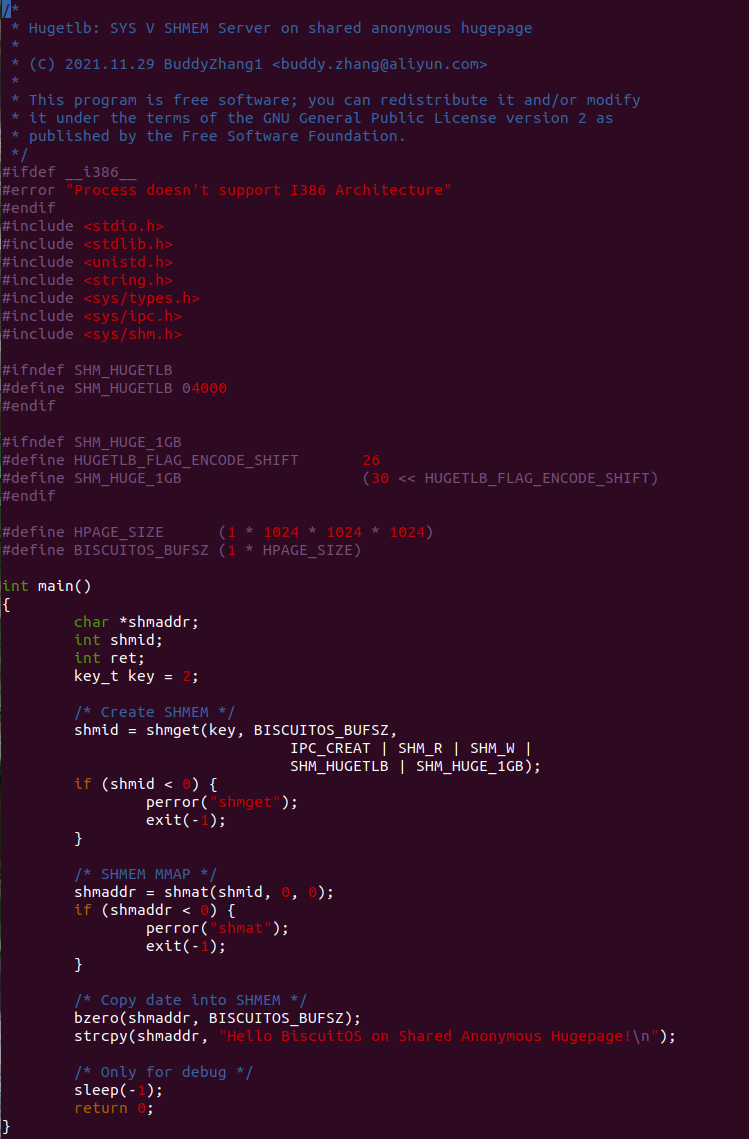 /*
 * Hugetlb: SYS V SHMEM Server on shared anonymous hugepage
 *
 * (C) 2021.11.29 BuddyZhang1 <buddy.zhang@aliyun.com>
 *
 * This program is free software; you can redistribute it and/or modify
 * it under the terms of the GNU General Public License version 2 as
 * published by the Free Software Foundation.
 */
#ifdef __i386__
#error "Process doesn't support I386 Architecture"
#endif
#include <stdio.h>
#include <stdlib.h>
#include <unistd.h>
#include <string.h>
#include <sys/types.h>
#include <sys/ipc.h>
#include <sys/shm.h>

#ifndef SHM_HUGETLB
#define SHM_HUGETLB 04000
#endif

#ifndef SHM_HUGE_1GB
#define HUGETLB_FLAG_ENCODE_SHIFT       26
#define SHM_HUGE_1GB                    (30 << HUGETLB_FLAG_ENCODE_SHIFT)
#endif

#define HPAGE_SIZE      (1 * 1024 * 1024 * 1024)
#define BISCUITOS_BUFSZ (1 * HPAGE_SIZE)

int main()
{
        char *shmaddr;
        int shmid;
        int ret;
        key_t key = 2;

        /* Create SHMEM */
        shmid = shmget(key, BISCUITOS_BUFSZ,
                                IPC_CREAT | SHM_R | SHM_W |
                                SHM_HUGETLB | SHM_HUGE_1GB);
        if (shmid < 0) {
                perror("shmget");
                exit(-1);
        }

        /* SHMEM MMAP */
        shmaddr = shmat(shmid, 0, 0);
        if (shmaddr < 0) {
                perror("shmat");
                exit(-1);
        }

        /* Copy date into SHMEM */
        bzero(shmaddr, BISCUITOS_BUFSZ);
        strcpy(shmaddr, "Hello BiscuitOS on Shared Anonymous Hugepage!\n");

        /* Only for debug */
        sleep(-1);
        return 0;
}